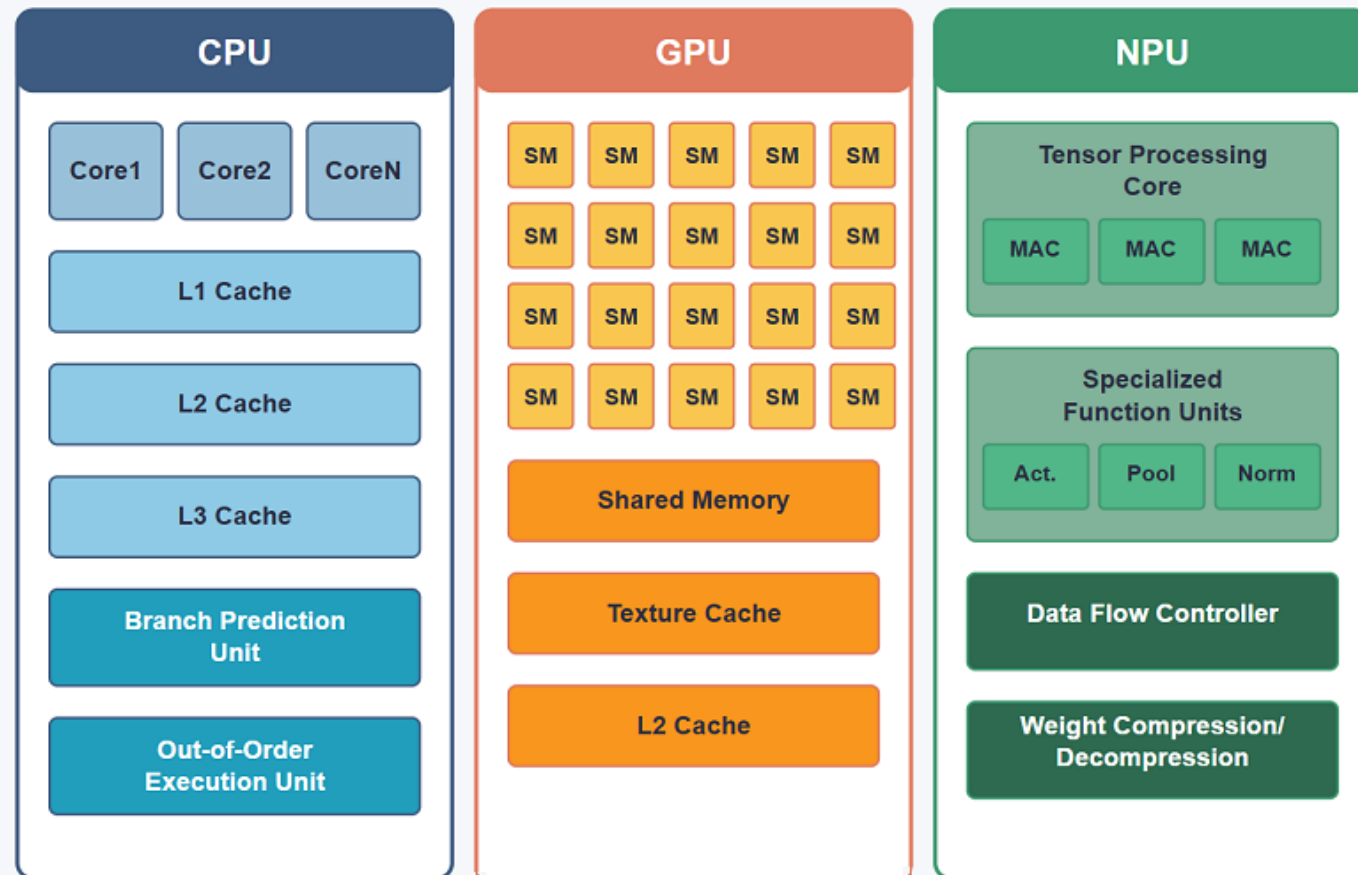 CPU
Core1 Core2 CoreN
L1 Cache
L2 Cache
L3 Cache
Branch Prediction
Unit
Out-of-Order
Execution Unit
GPU
SM SM SM SM SM
SM SM SM SM SM
SM SM SM SM SM
SM SM SM SM SM
Shared Memory
Texture Cache
L2 Cache
NPU
Tensor Processing
Core
MAC MAC MAC
Specialized
Function Units
Act. Pool Norm
Data Flow Controller
Weight Compression/
Decompression